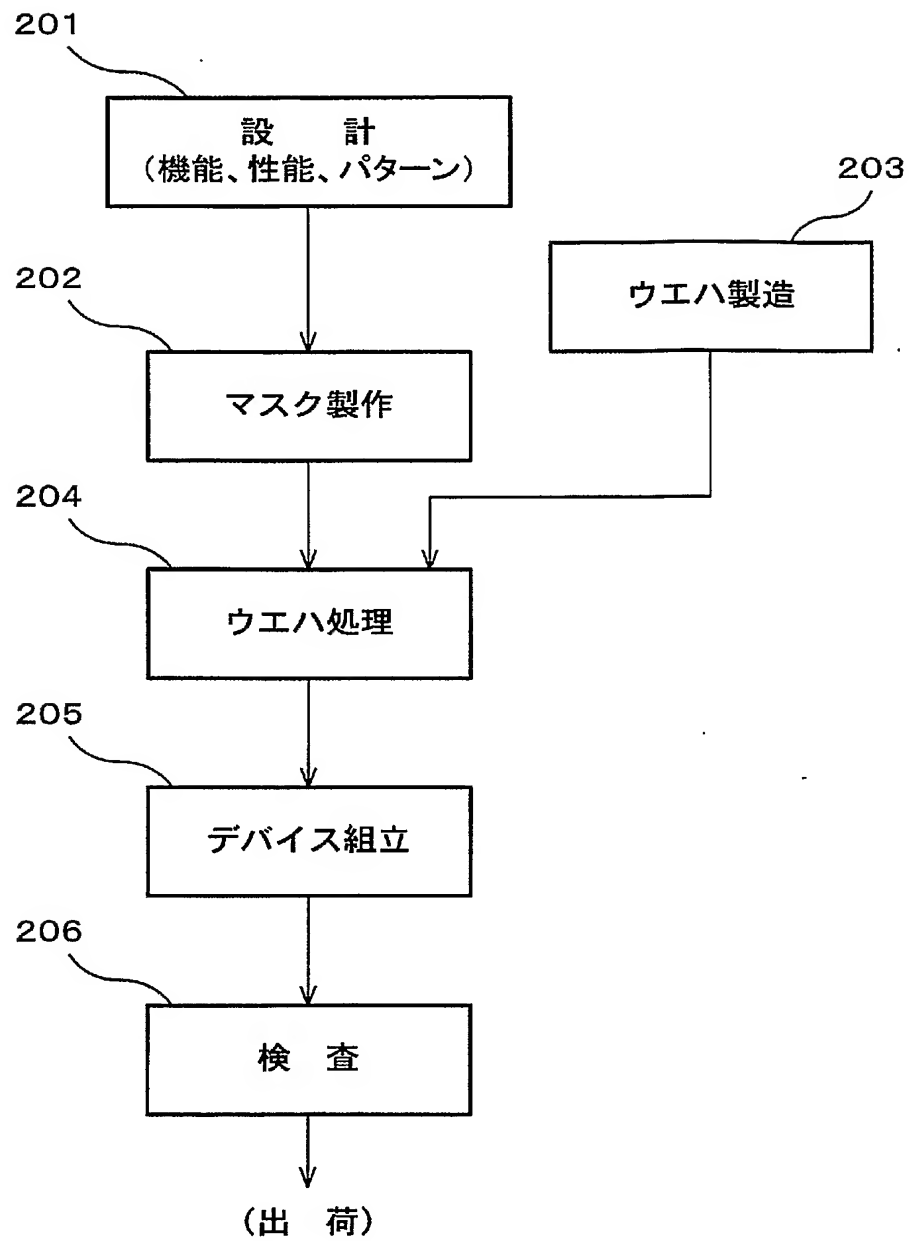 201
設 計
(機能、性能、パターン)
203
ウエハ製造
202
マスク製作
204
ウエハ処理
205
デバイス組立
206
検 査
(出 荷)